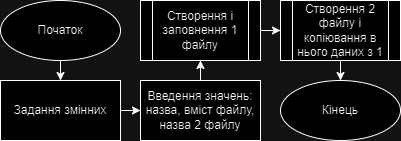 Початок
Задання змінних
Введення значень:
назва, вміст файлу,
назва 2 файлу
Створення і
заповнення 1
файлу
Створення 2
файлу і
копіювання в
нього даних з 1
Кінець